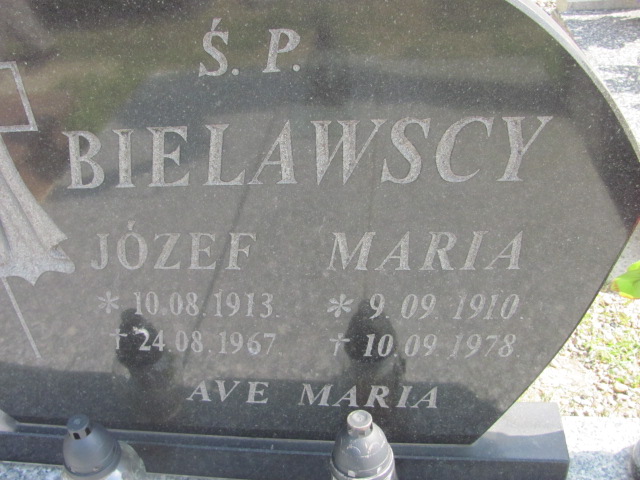 Ś. P.
BIELAWSCY
JÓZEF MARIA
* 10.08.1913 * 9.09.1910
† 24.08.1967 † 10.09.1978
AVE MARIA